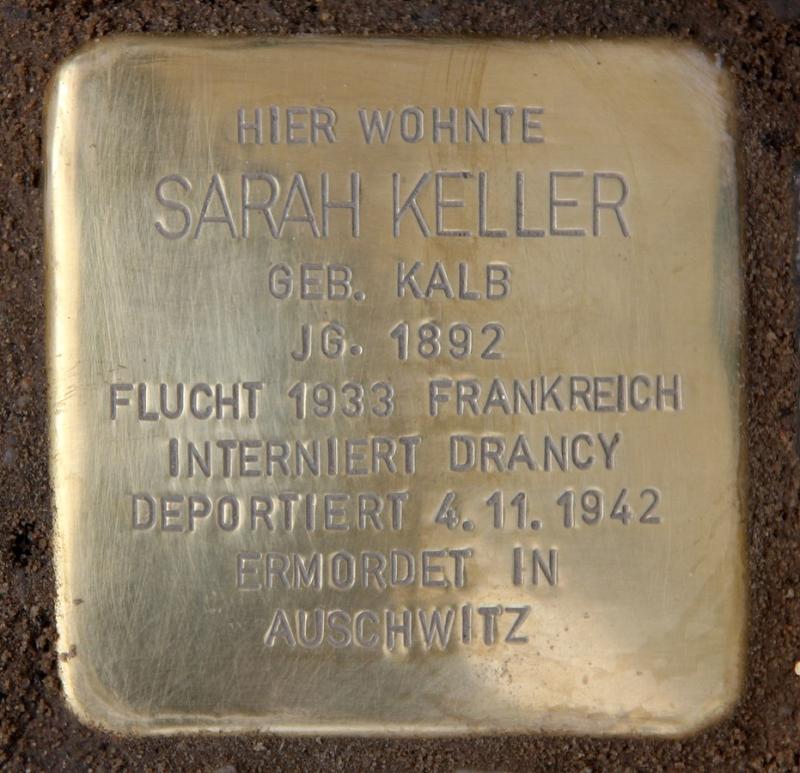 HIER WOHNTE
SARAH KELLER
GEB. KALB
JG. 1892
FLUCHT 1933 FRANKREICH
INTERNIERT DRANCY
DEPORTIERT 4.11.1942
ERMORDET IN
AUSCHWITZ